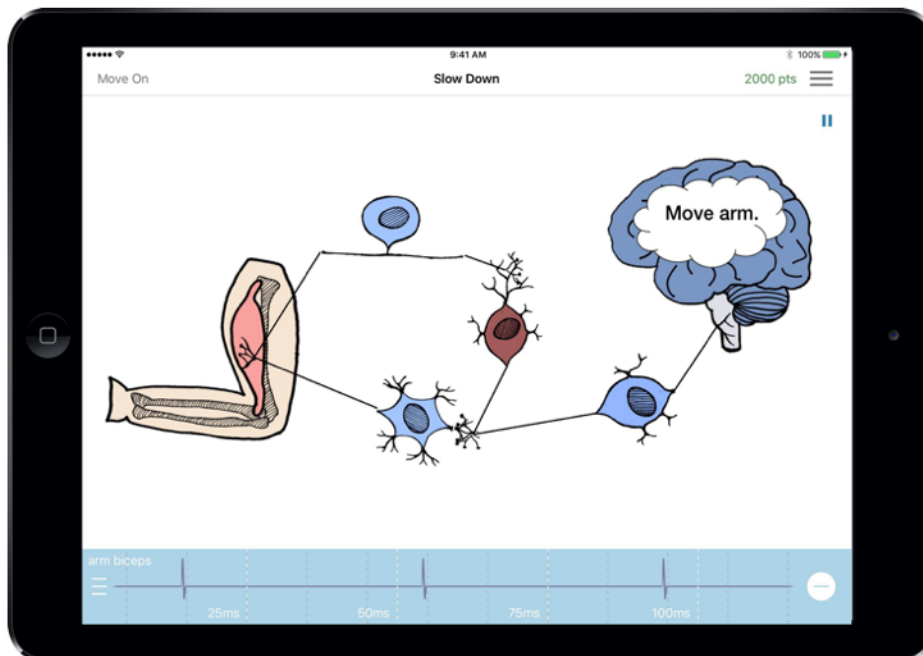 9:41 AM
100%
Move On
Slow Down
2000 pts
Move arm.
arm biceps
25ms
50ms
75ms
100ms